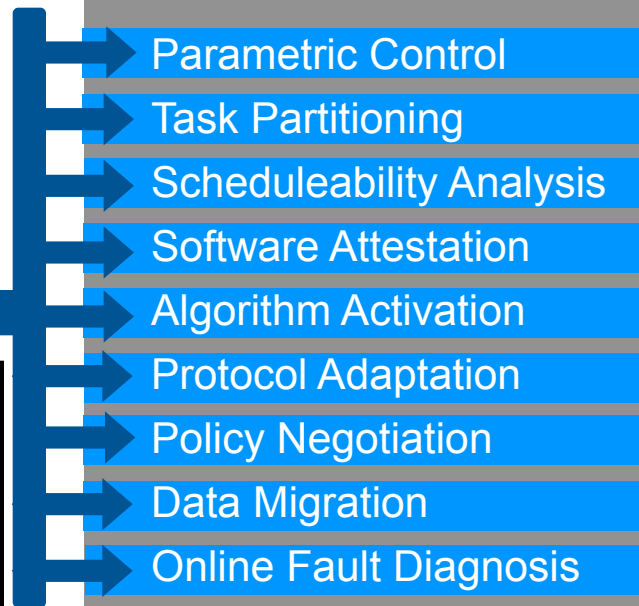 Parametric Control
Task Partitioning
Scheduleability Analysis
Software Attestation
Algorithm Activation
Protocol Adaptation
Policy Negotiation
Data Migration
Online Fault Diagnosis